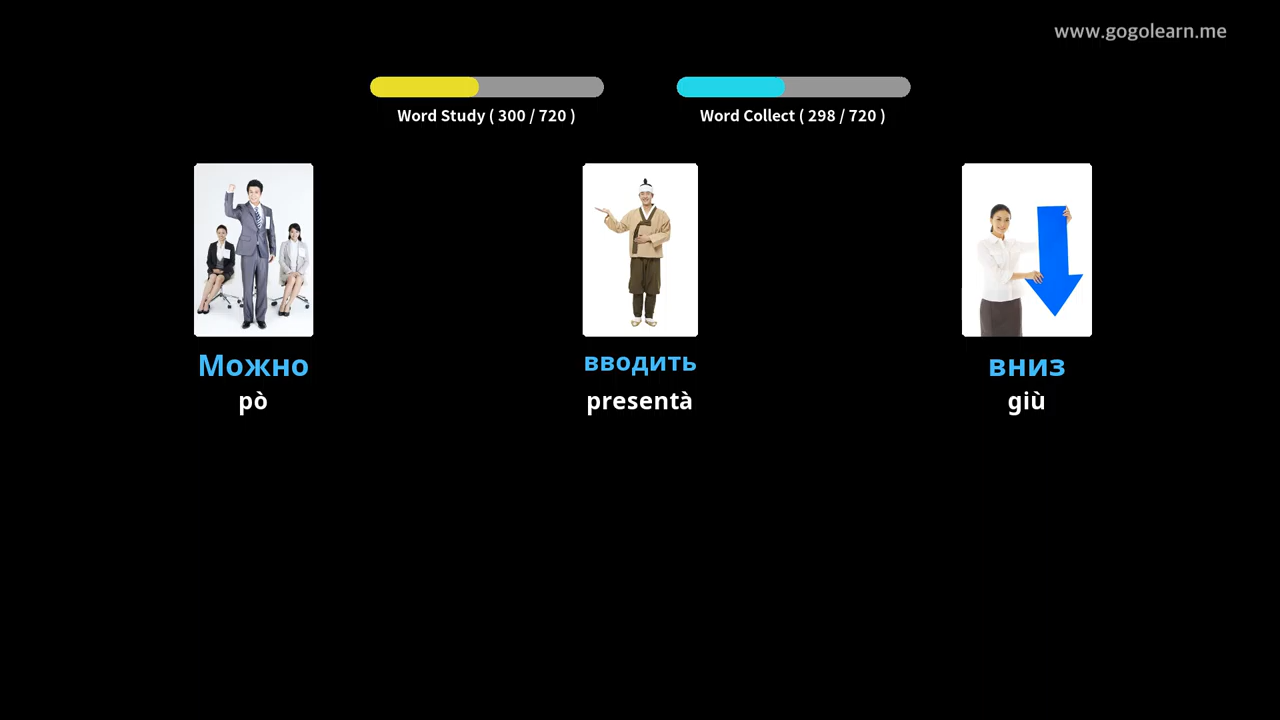 www.gogolearn.me
Word Study ( 300 / 720 )
Word Collect ( 298 / 720 )
Можно
вводить
вниз
pò
presentà
giù